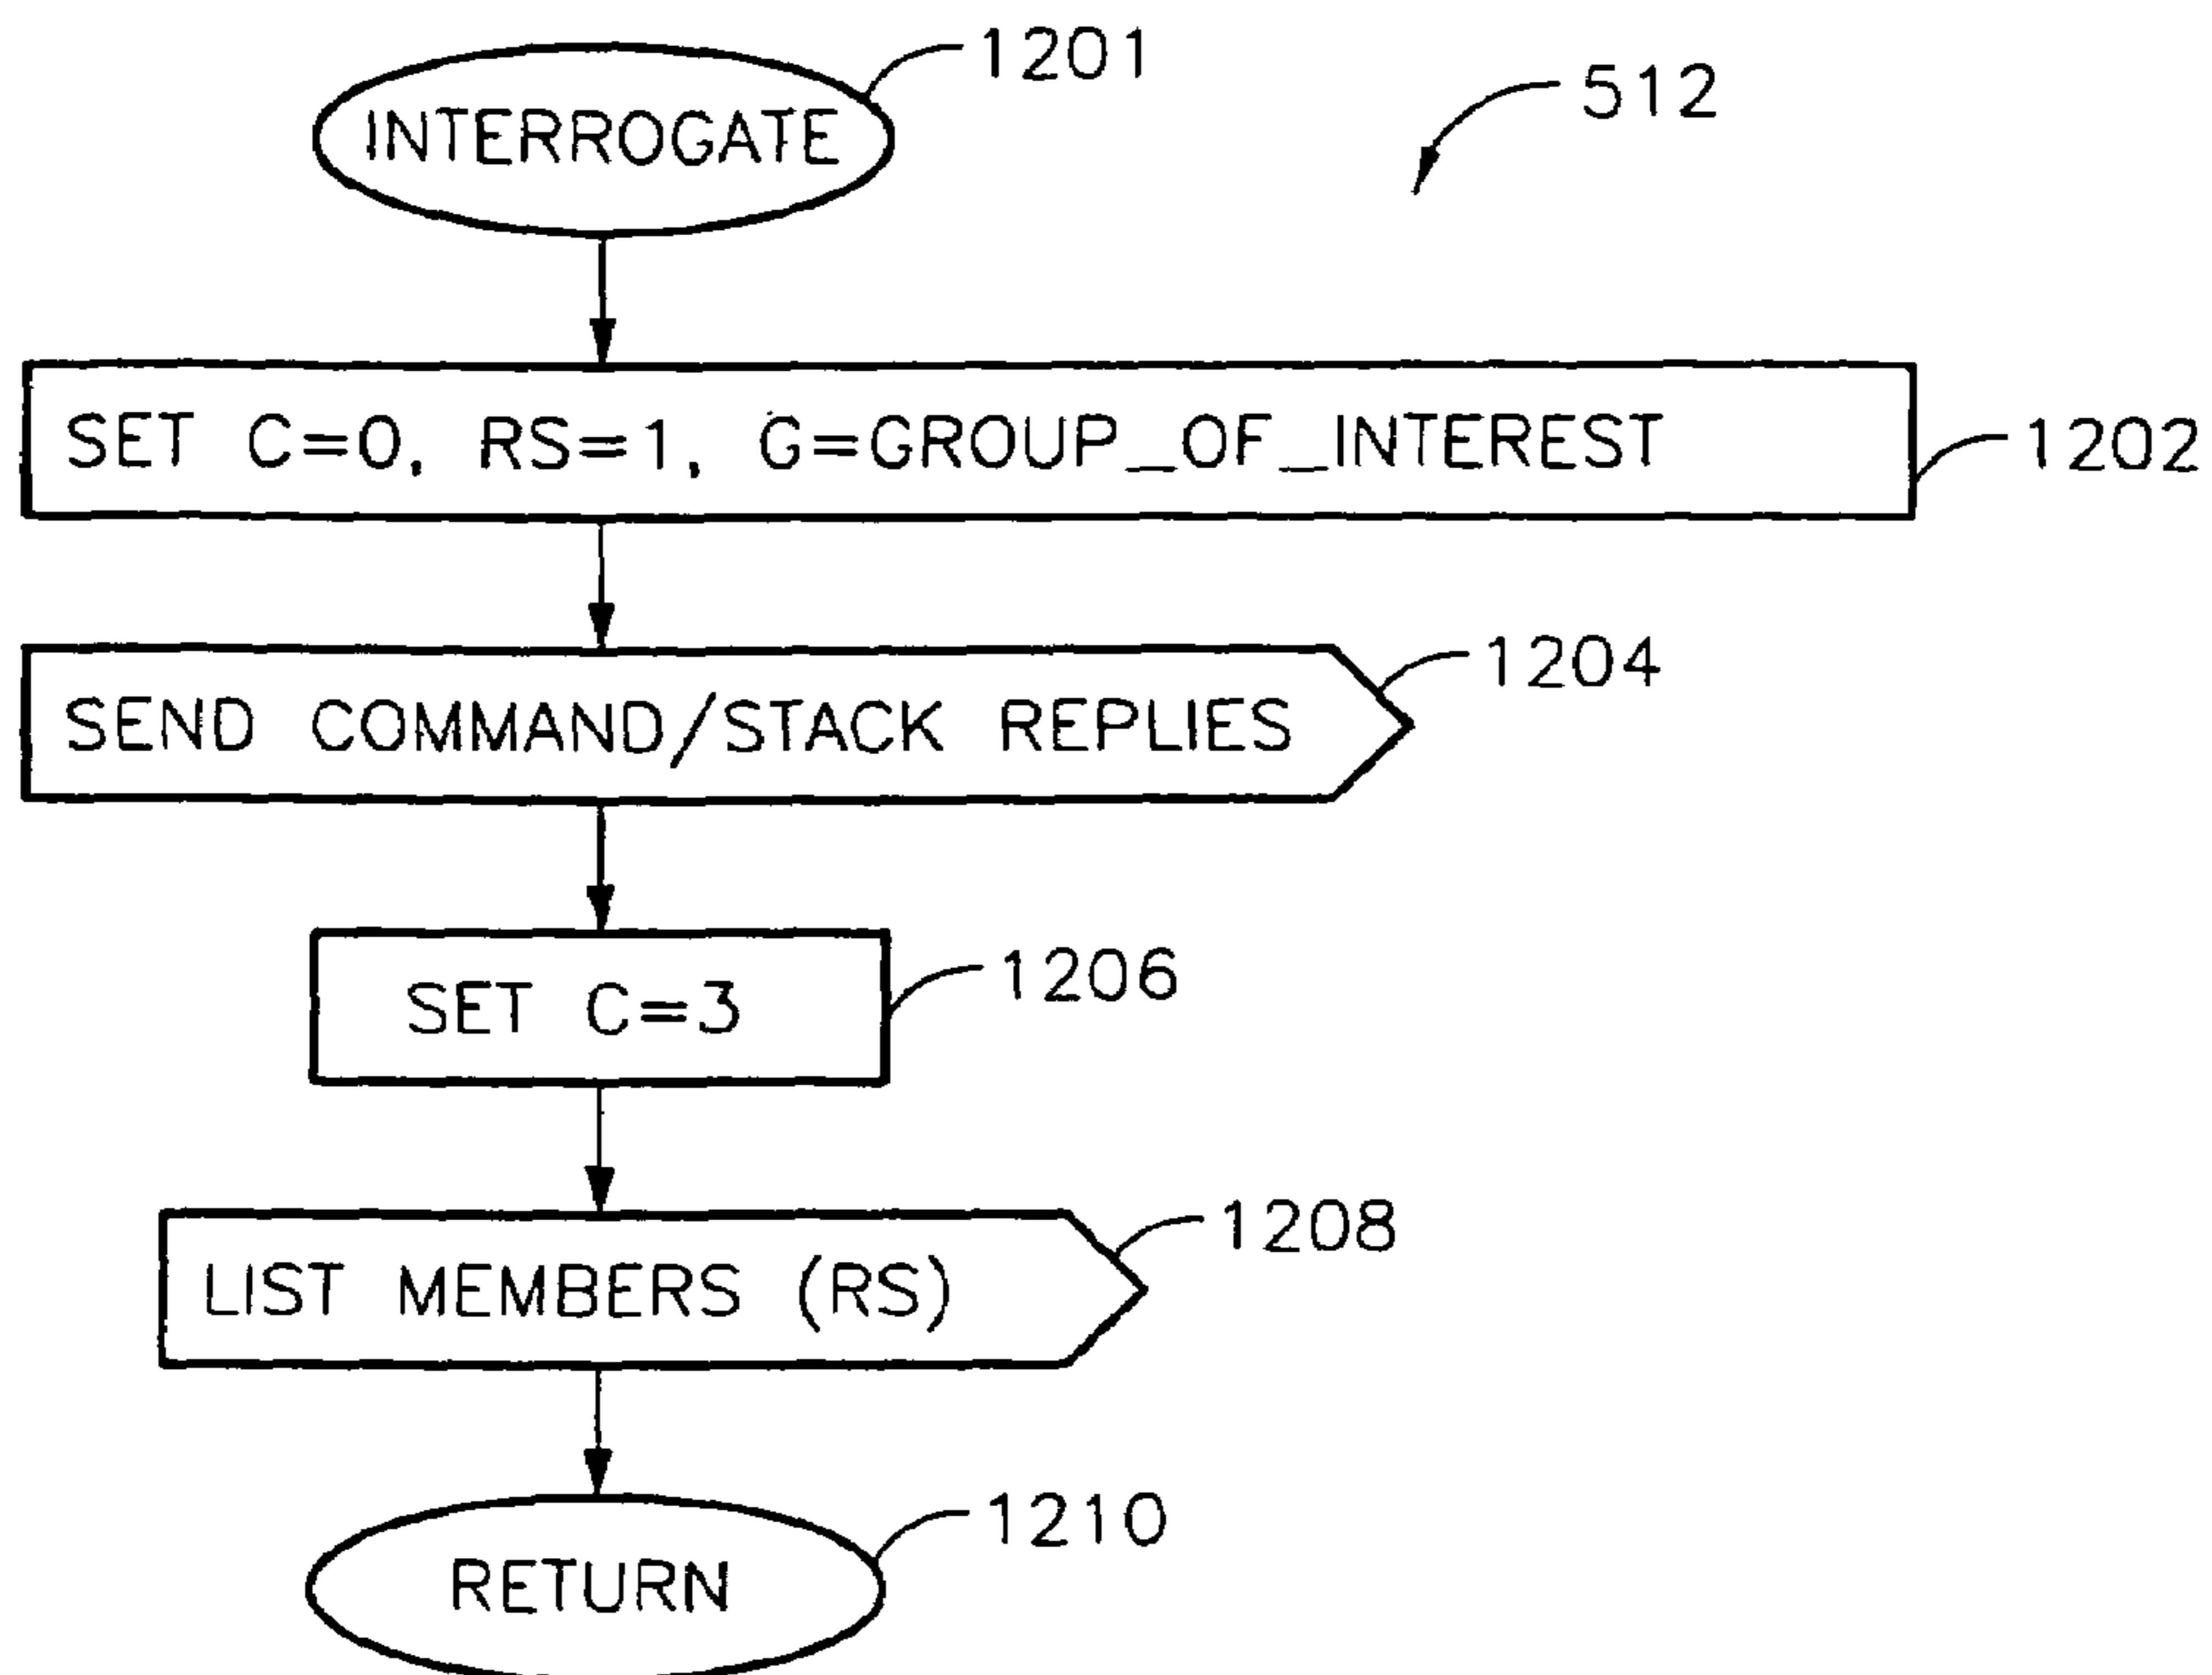 1201
INTERROGATE
512
SET C=0, RS=1, G=GROUP_OF_INTEREST
1202
1204
SEND COMMAND/STACK REPLIES
SET C=3
1206
1208
LIST MEMBERS (RS)
1210
RETURN